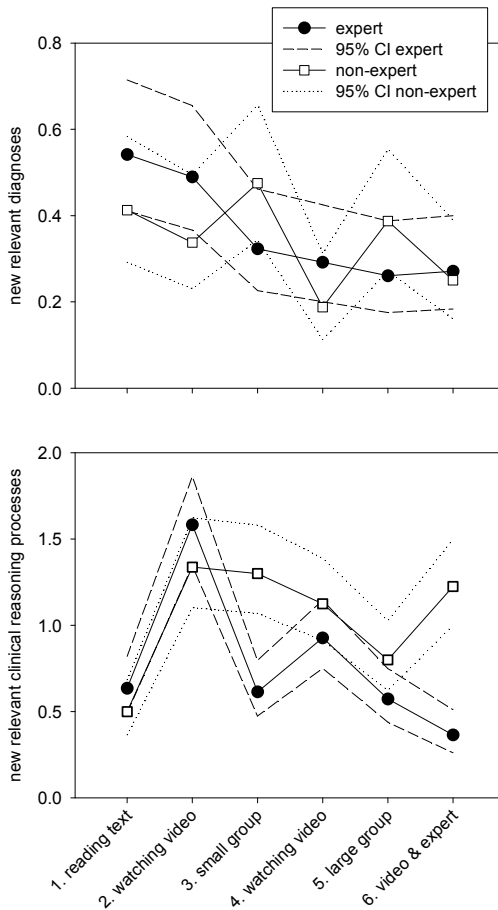 expert
95% CI expert
non-expert
95% CI non-expert
0.8
0.6
0.4
0.2
0.0
new relevant diagnoses
2.0
1.5
1.0
0.5
0.0
new relevant clinical reasoning processes
1. reading text
2. watching video
3. small group
4. watching video
5. large group
6. video & expert